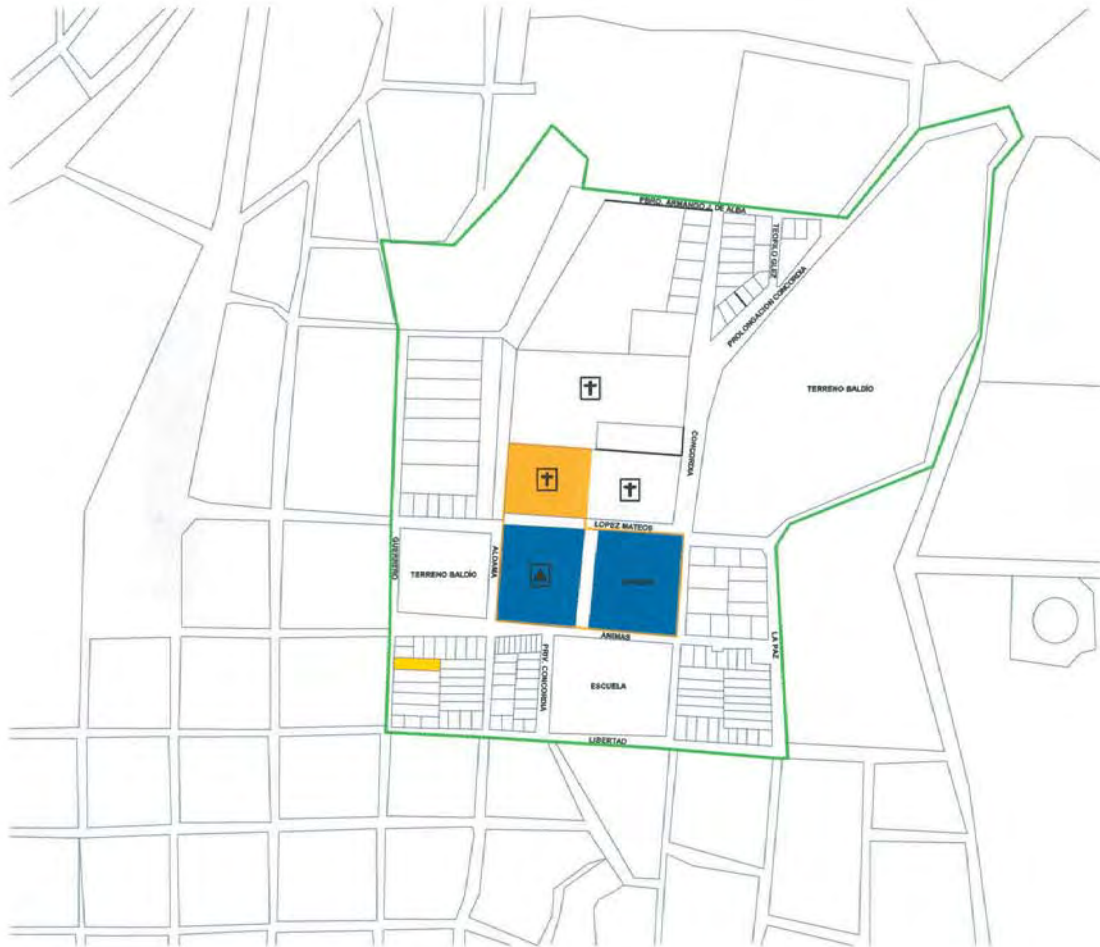 PBRO. ARMANDO J. DE ALBA
TEOFILO GLEZ
PROLONGACION CONCORDIA
TERRENO BALDÍO
CONCORDIA
LOPEZ MATEOS
GUERRERO
TERRENO BALDÍO
ALDAMA
ANIMAS
LA PAZ
PRIV. CONCORDIA
ESCUELA
LIBERTAD